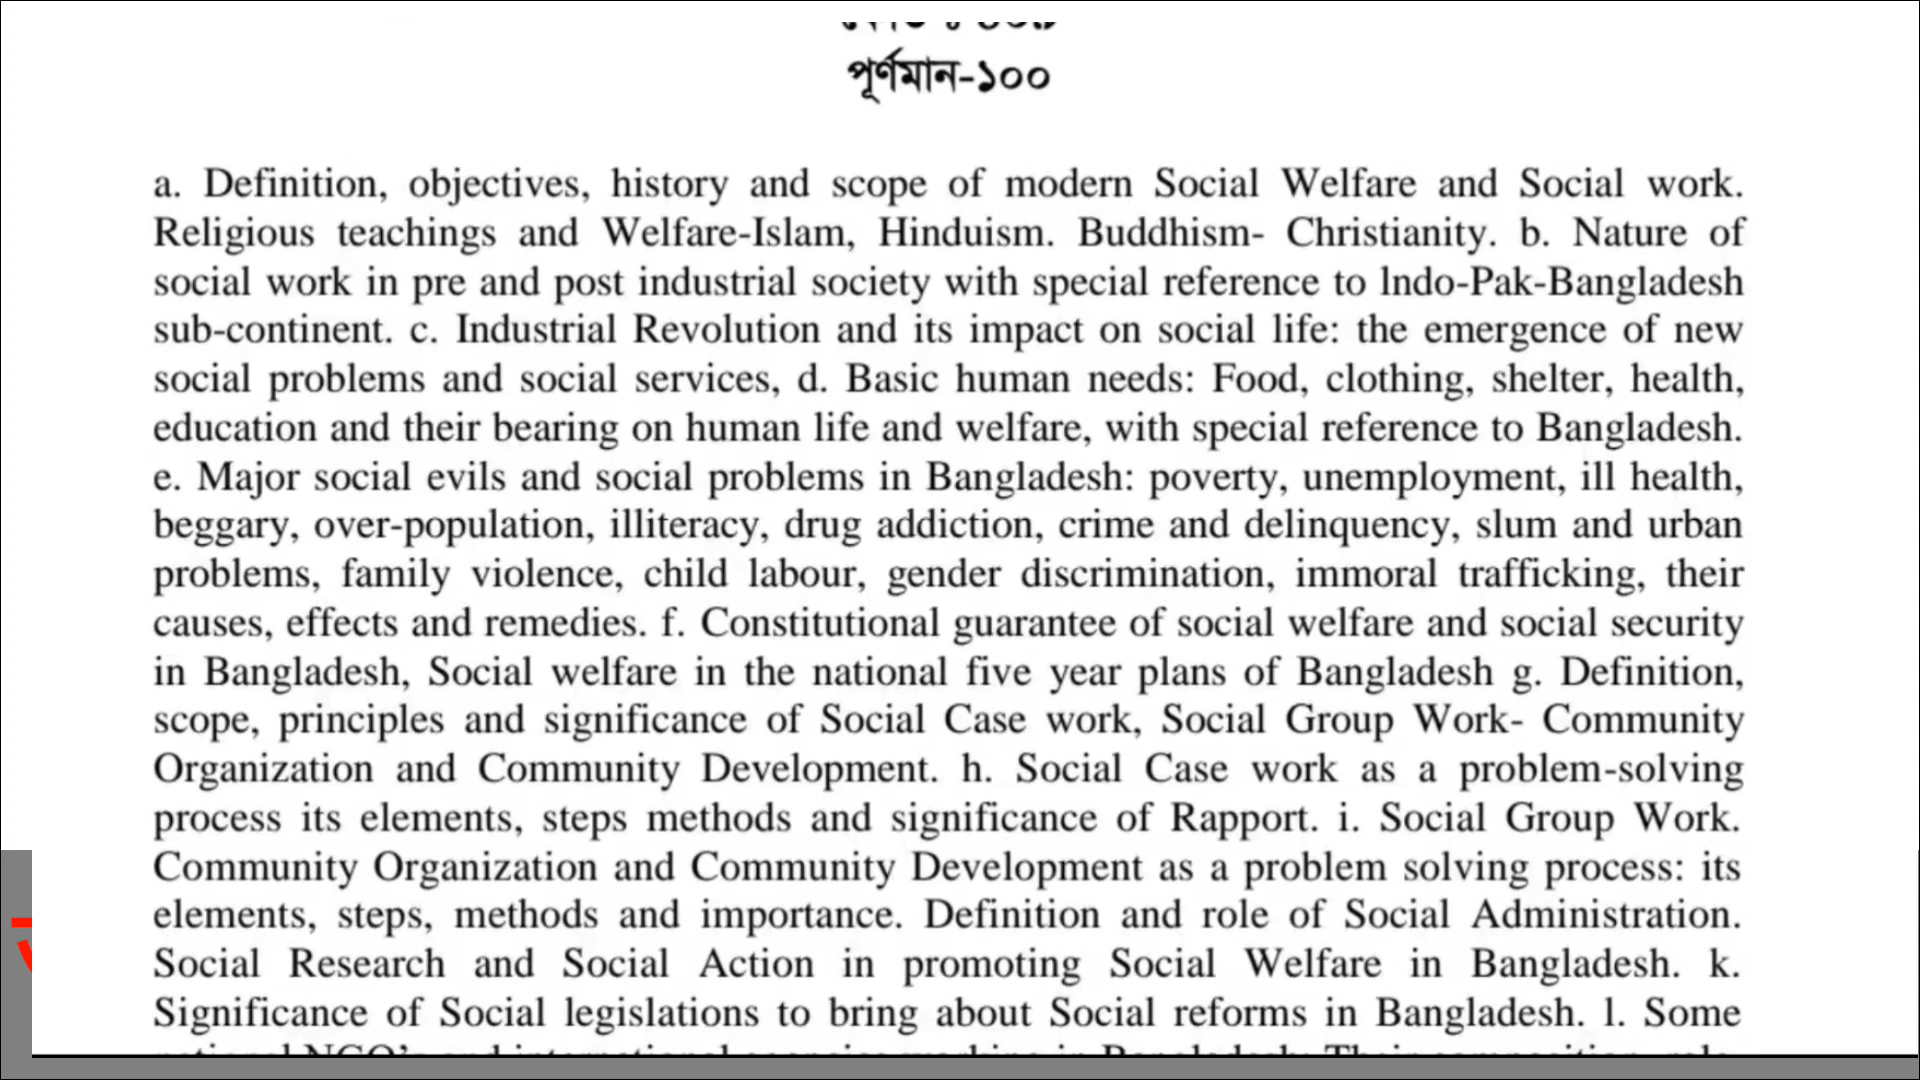 পূর্ণমান-১০০
a. Definition, objectives, history and scope of modern Social Welfare and Social work.
Religious teachings and Welfare-Islam, Hinduism. Buddhism- Christianity. b. Nature of
social work in pre and post industrial society with special reference to lndo-Pak-Bangladesh
sub-continent. c. Industrial Revolution and its impact on social life: the emergence of new
social problems and social services, d. Basic human needs: Food, clothing, shelter, health,
education and their bearing on human life and welfare, with special reference to Bangladesh.
e. Major social evils and social problems in Bangladesh: poverty, unemployment, ill health,
beggary, over-population, illiteracy, drug addiction, crime and delinquency, slum and urban
problems, family violence, child labour, gender discrimination, immoral trafficking, their
causes, effects and remedies. f. Constitutional guarantee of social welfare and social security
in Bangladesh, Social welfare in the national five year plans of Bangladesh g. Definition,
scope, principles and significance of Social Case work, Social Group Work- Community
Organization and Community Development. h. Social Case work as a problem-solving
process its elements, steps methods and significance of Rapport. i. Social Group Work.
Community Organization and Community Development as a problem solving process: its
elements, steps, methods and importance. Definition and role of Social Administration.
Social Research and Social Action in promoting Social Welfare in Bangladesh. k.
Significance of Social legislations to bring about Social reforms in Bangladesh. l. Some